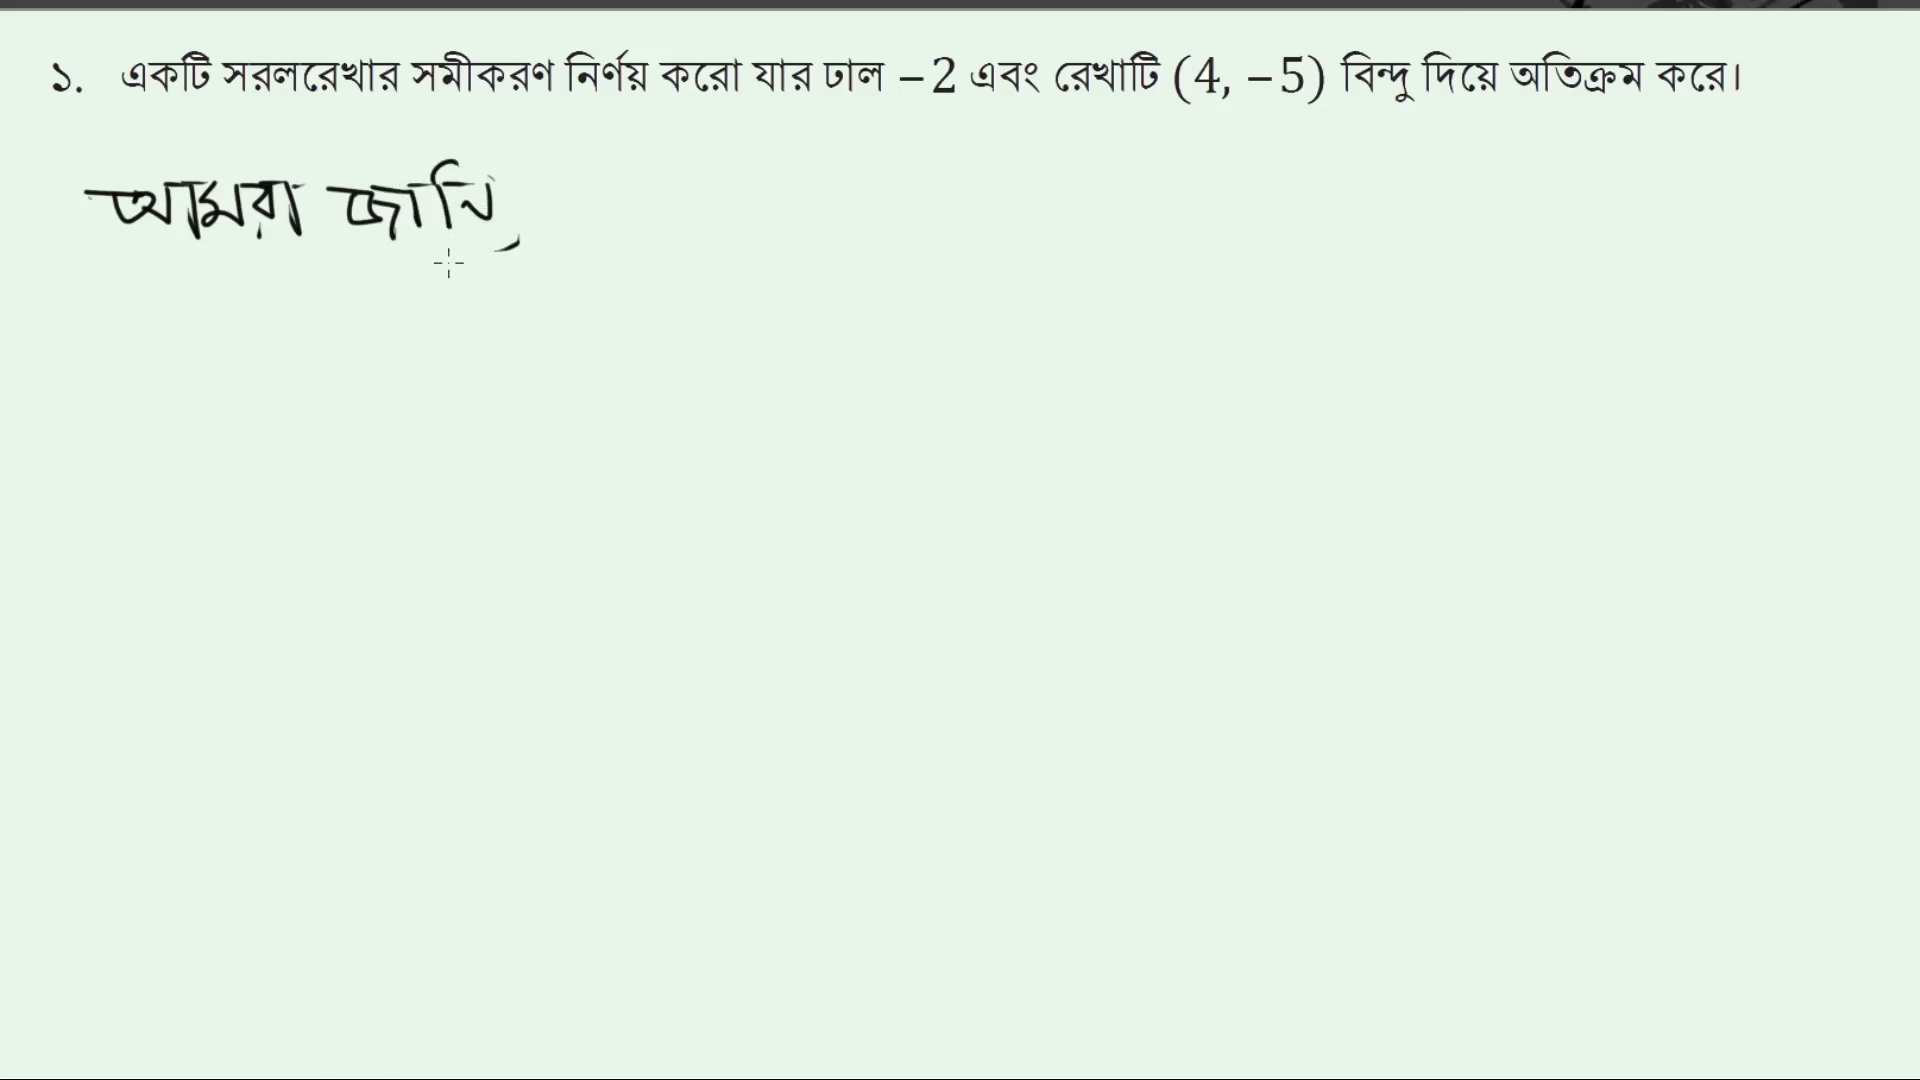 ১. একটি সরলরেখার সমীকরণ নির্ণয় করো যার ঢাল −2 এবং রেখাটি (4, −5) বিন্দু দিয়ে অতিক্রম করে।
আমরা জানি,